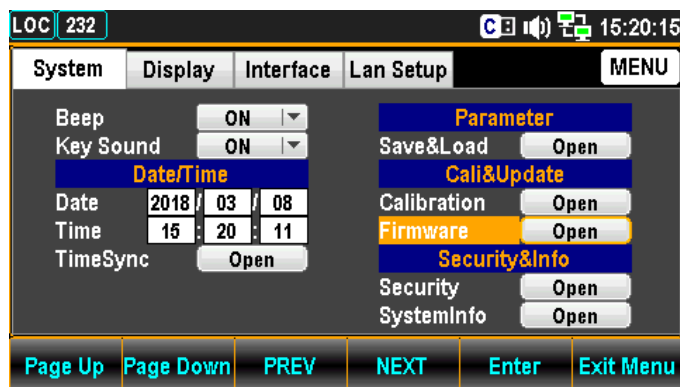 LOC 232 C 15:20:15
System Display Interface Lan Setup MENU
Beep ON
Key Sound ON
Date/Time
Date 2018 / 03 / 08
Time 15 : 20 : 11
TimeSync Open
Parameter
Save&Load Open
Cali&Update
Calibration Open
Firmware Open
Security&Info
Security Open
SystemInfo Open
Page Up Page Down PREV NEXT Enter Exit Menu